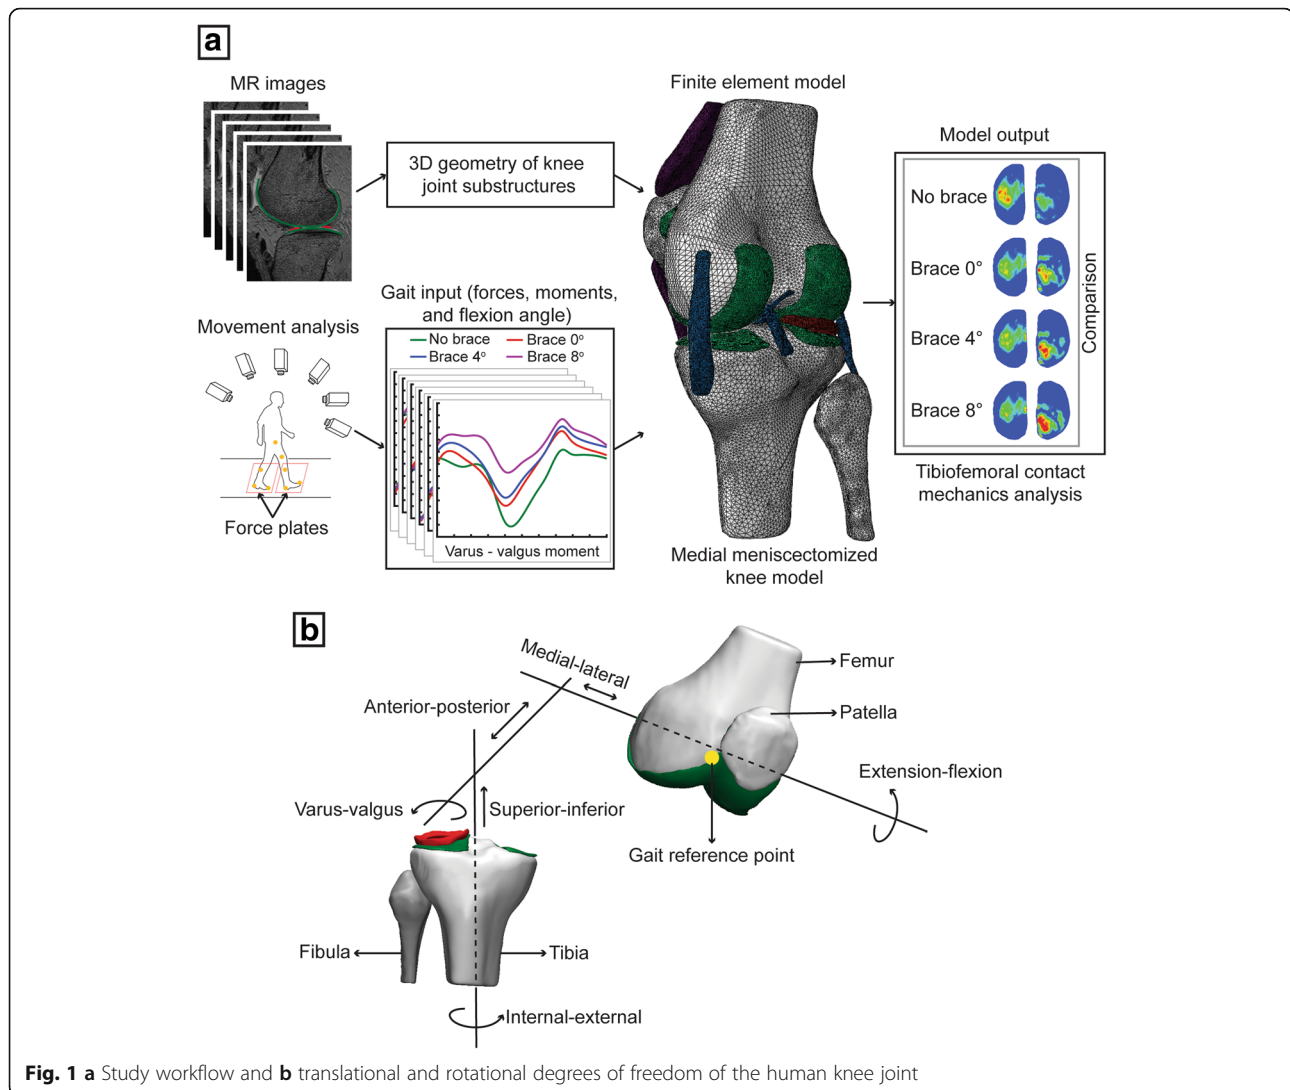 a
MR images
3D geometry of knee
joint substructures
Finite element model
Model output
No brace
Brace 0°
Brace 4°
Brace 8°
Comparison
Tibiofemoral contact
mechanics analysis
Movement analysis
Force plates
Gait input (forces, moments,
and flexion angle)
No brace
Brace 0°
Brace 4°
Brace 8°
Varus - valgus moment
Medial meniscectomized
knee model
b
Medial-lateral
Anterior-posterior
Femur
Patella
Extension-flexion
Varus-valgus
Superior-inferior
Gait reference point
Fibula
Tibia
Internal-external
Fig. 1 a Study workflow and b translational and rotational degrees of freedom of the human knee joint